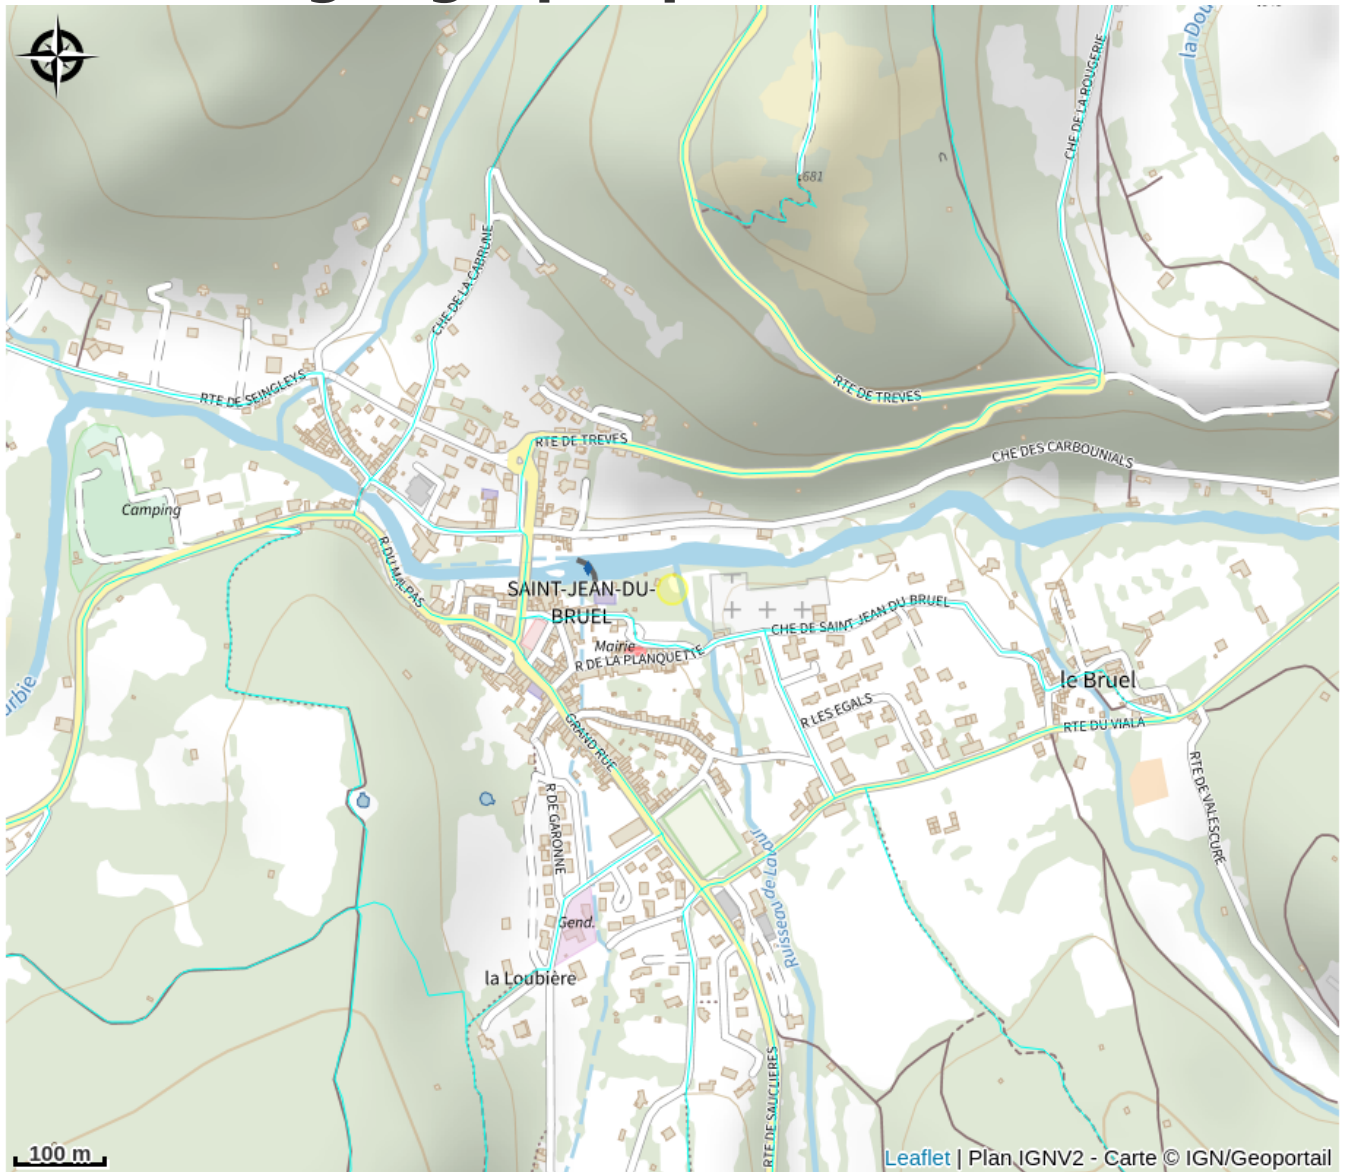 la Dou
CHE DE LA ROUGERIE
681
CHE DE LA CABRUNE
RTE DE TREVES
RTE DE SEINGLEYS
RTE DE TREVES
CHE DES CARBOUNIALS
Camping
R DU MALPAS
SAINT-JEAN-DU-
BRUEL
CHE DE SAINT JEAN DU BRUEL
Mairie
R DE LA PLANQUETTE
le Bruel
urbie
R LES EGALS
RTE DU VIALA
GRAND RUE
RTE DE VALESCURE
R DE GARONNE
Ruisseau de Lavaur
Gend.
la Loubière
RTE DE SAUCLIERES
100 m
Leaflet | Plan IGNV2 - Carte © IGN/Geoportail